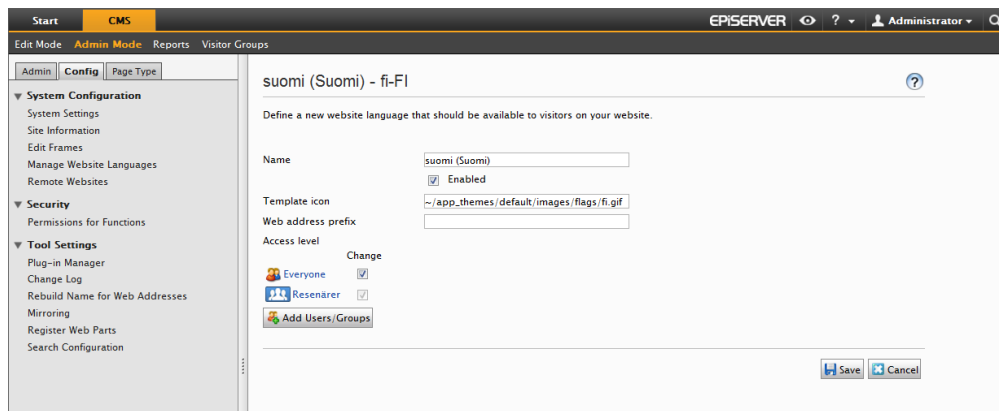 Start CMS EPiSERVER ? Administrator
Edit Mode Admin Mode Reports Visitor Groups
Admin Config Page Type
System Configuration
System Settings
Site Information
Edit Frames
Manage Website Languages
Remote Websites
Security
Permissions for Functions
Tool Settings
Plug-in Manager
Change Log
Rebuild Name for Web Addresses
Mirroring
Register Web Parts
Search Configuration
suomi (Suomi) - fi-FI ?
Define a new website language that should be available to visitors on your website.
Name suomi (Suomi)
Enabled
Template icon ~/app_themes/default/images/flags/fi.gif
Web address prefix
Access level
Change
Everyone
Resenärer
Add Users/Groups
Save Cancel